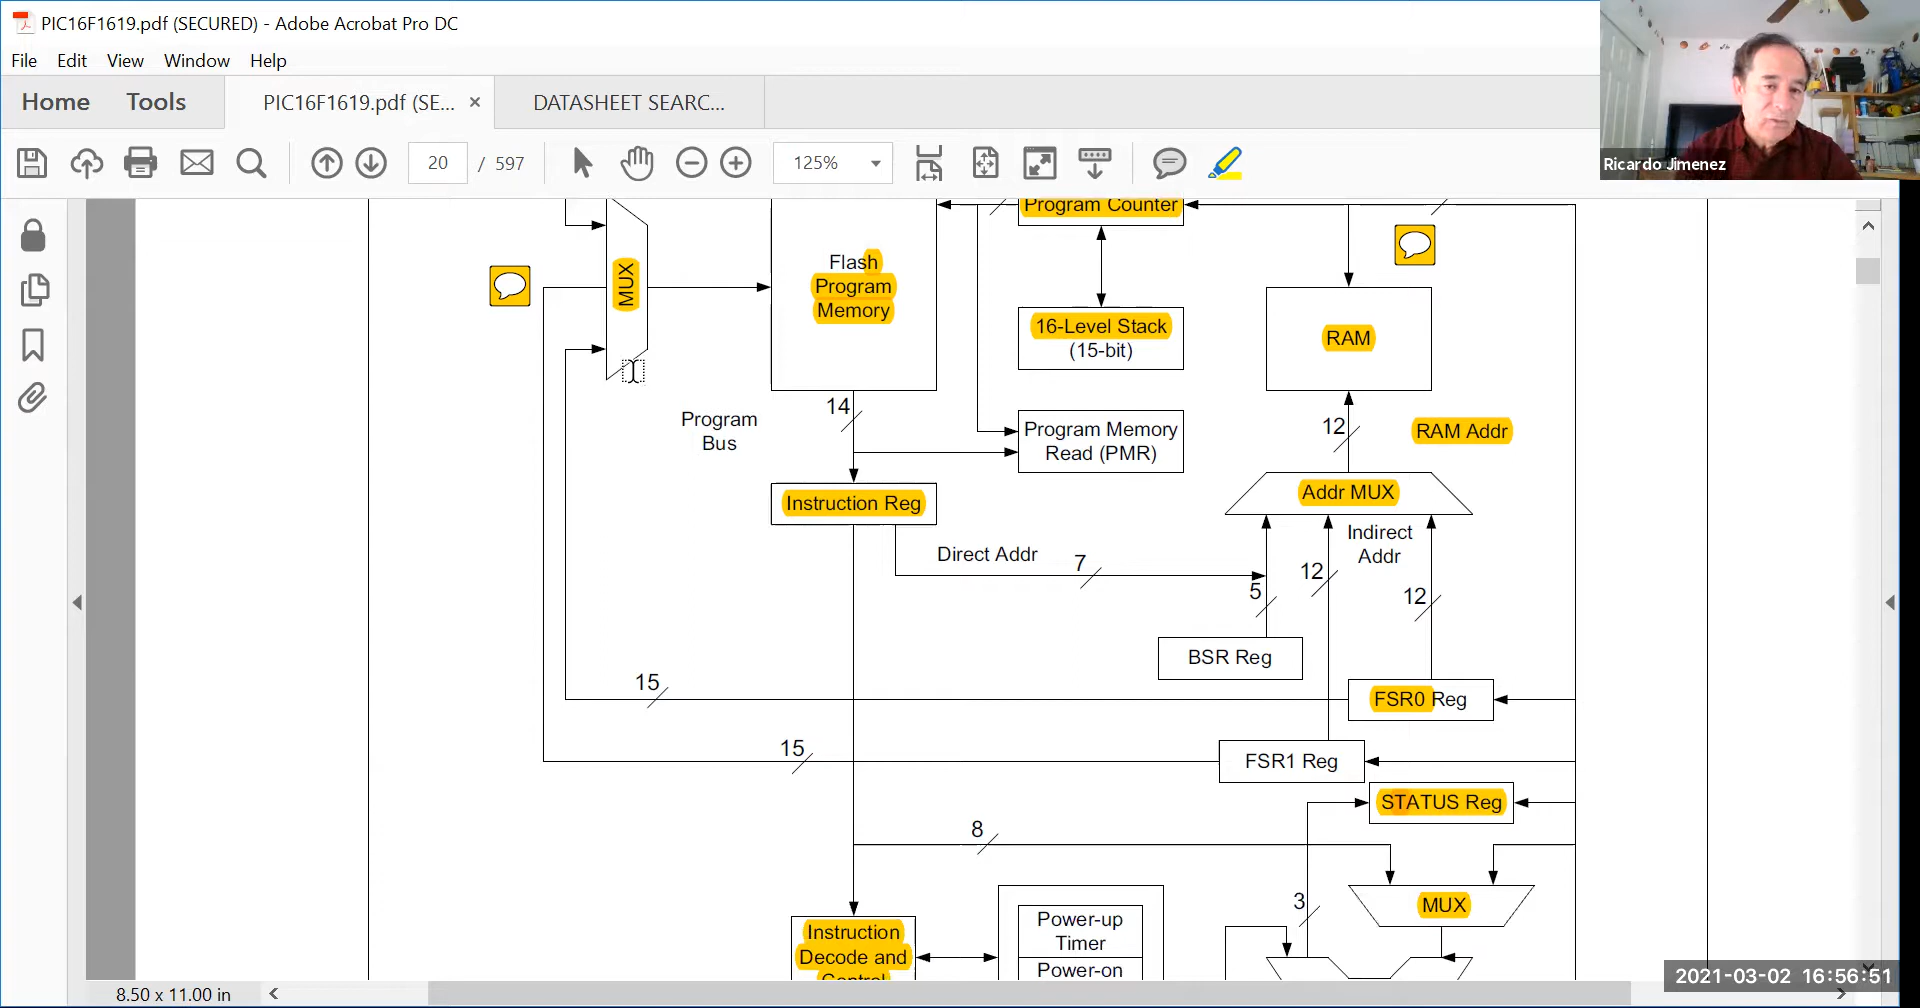 PIC16F1619.pdf (SECURED) - Adobe Acrobat Pro DC
File Edit View Window Help
Home Tools PIC16F1619.pdf (SE... × DATASHEET SEARC...
20 / 597 125%
Ricardo Jimenez
Program Counter
MUX
Flash
Program
Memory
16-Level Stack
(15-bit)
RAM
14
Program
Bus
Program Memory
Read (PMR)
12
RAM Addr
Instruction Reg
Addr MUX
Direct Addr
7
Indirect
Addr
5
12
12
BSR Reg
15
FSR0 Reg
15
FSR1 Reg
STATUS Reg
8
MUX
3
Instruction
Decode and
Control
Power-up
Timer
Power-on
8.50 x 11.00 in
2021-03-02 16:56:51